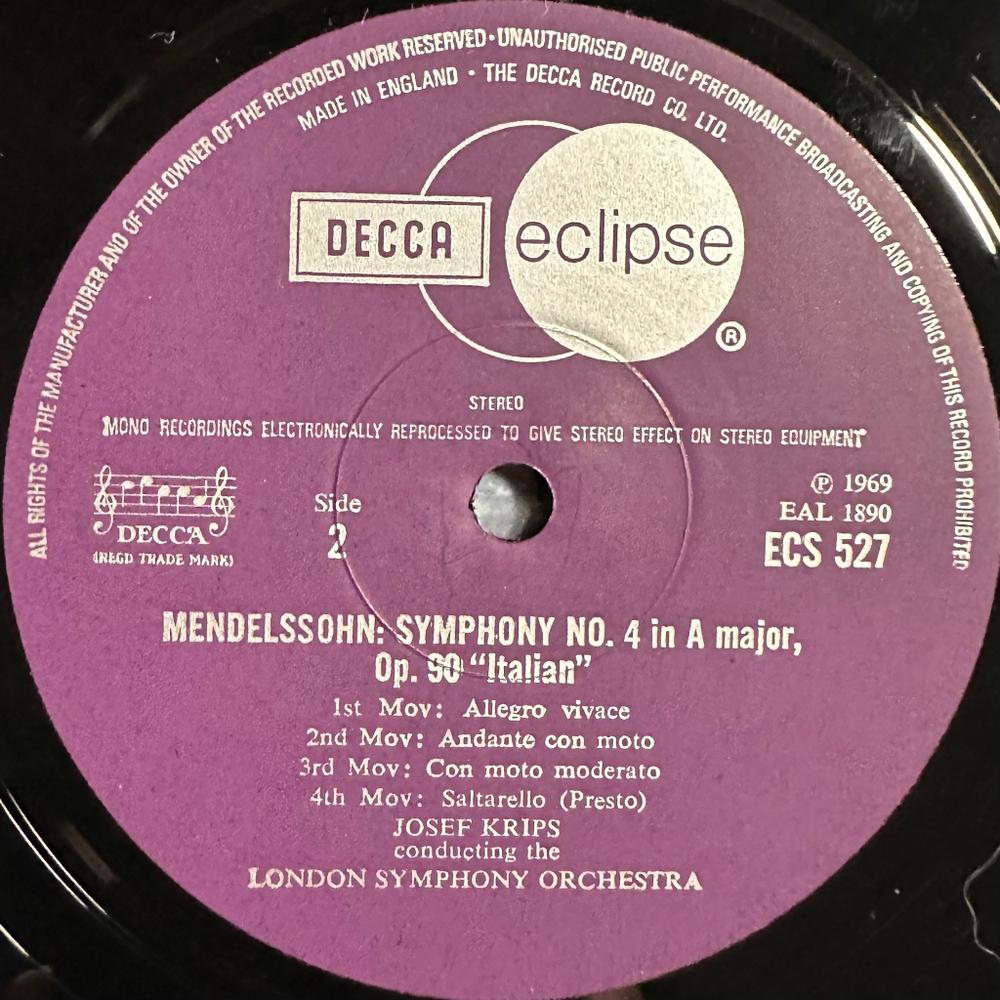 ALL RIGHTS OF THE MANUFACTURER AND OF THE OWNER OF THE RECORDED WORK RESERVED · UNAUTHORISED PUBLIC PERFORMANCE BROADCASTING AND COPYING OF THIS RECORD PROHIBITED
MADE IN ENGLAND · THE DECCA RECORD CO. LTD.
DECCA eclipse
®
STEREO
MONO RECORDINGS ELECTRONICALLY REPROCESSED TO GIVE STEREO EFFECT ON STEREO EQUIPMENT
DECCA
(REGD TRADE MARK)
Side
2
℗ 1969
EAL 1890
ECS 527
MENDELSSOHN: SYMPHONY NO. 4 in A major,
Op. 90 "Italian"
1st Mov: Allegro vivace
2nd Mov: Andante con moto
3rd Mov: Con moto moderato
4th Mov: Saltarello (Presto)
JOSEF KRIPS
conducting the
LONDON SYMPHONY ORCHESTRA